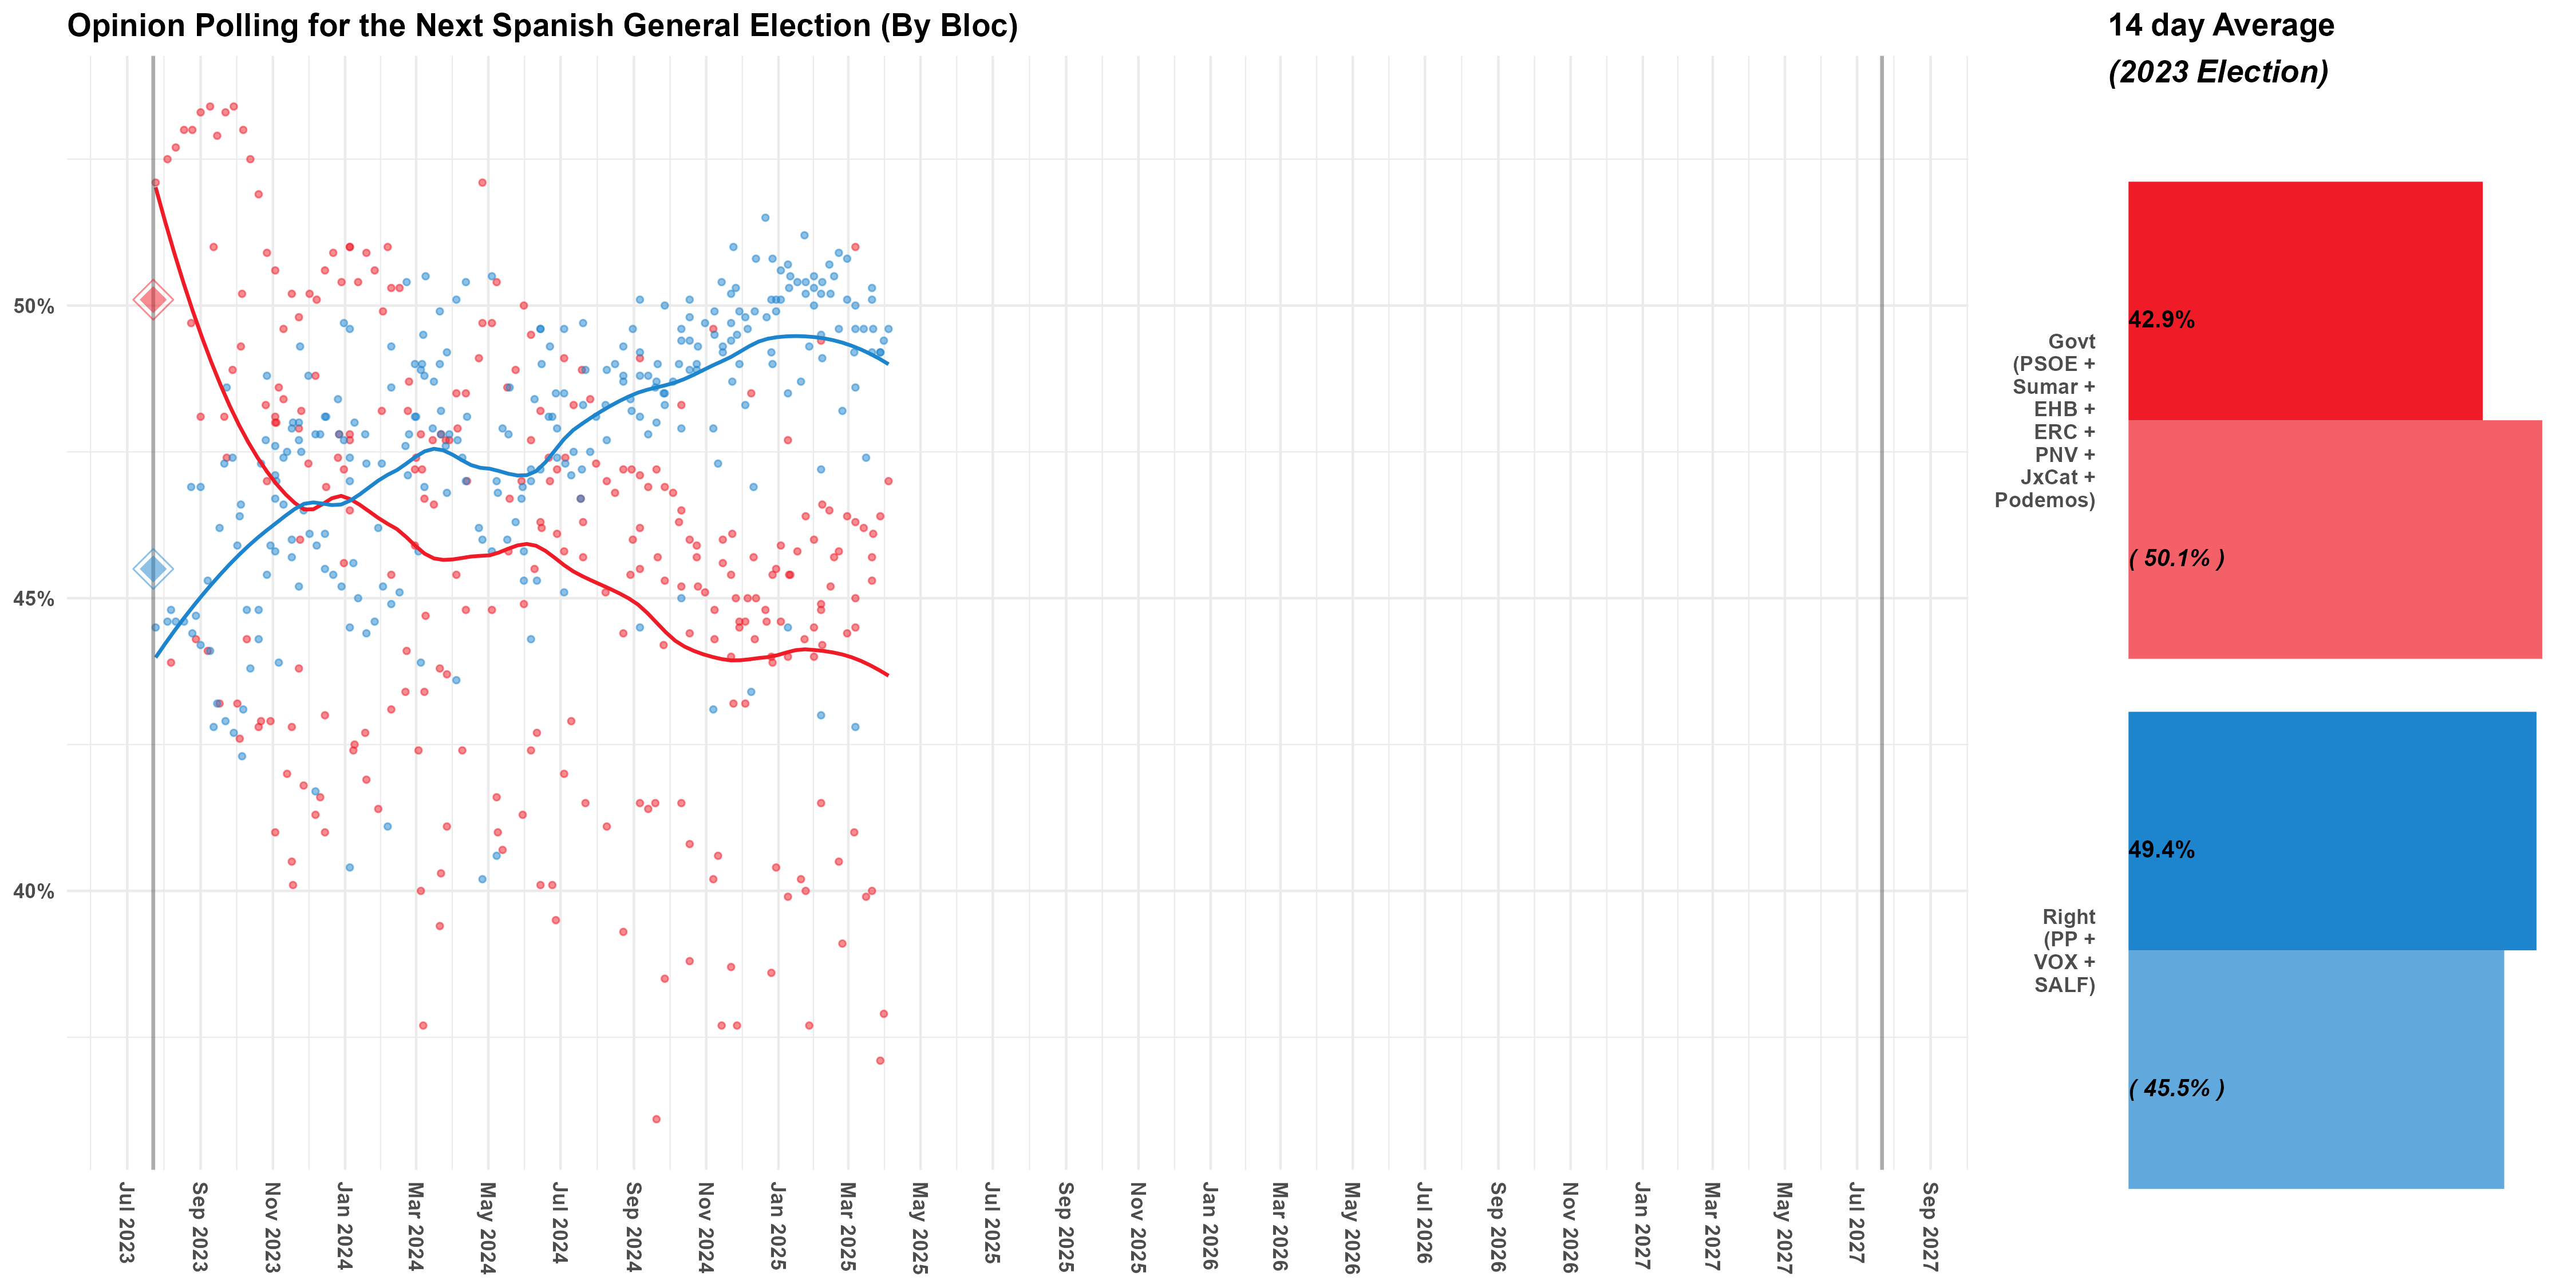 Opinion Polling for the Next Spanish General Election (By Bloc)
14 day Average
(2023 Election)
50%
45%
40%
Jul 2023
Sep 2023
Nov 2023
Jan 2024
Mar 2024
May 2024
Jul 2024
Sep 2024
Nov 2024
Jan 2025
Mar 2025
May 2025
Jul 2025
Sep 2025
Nov 2025
Jan 2026
Mar 2026
May 2026
Jul 2026
Sep 2026
Nov 2026
Jan 2027
Mar 2027
May 2027
Jul 2027
Sep 2027
Govt
(PSOE +
Sumar +
EHB +
ERC +
PNV +
JxCat +
Podemos)
42.9%
( 50.1% )
Right
(PP +
VOX +
SALF)
49.4%
( 45.5% )